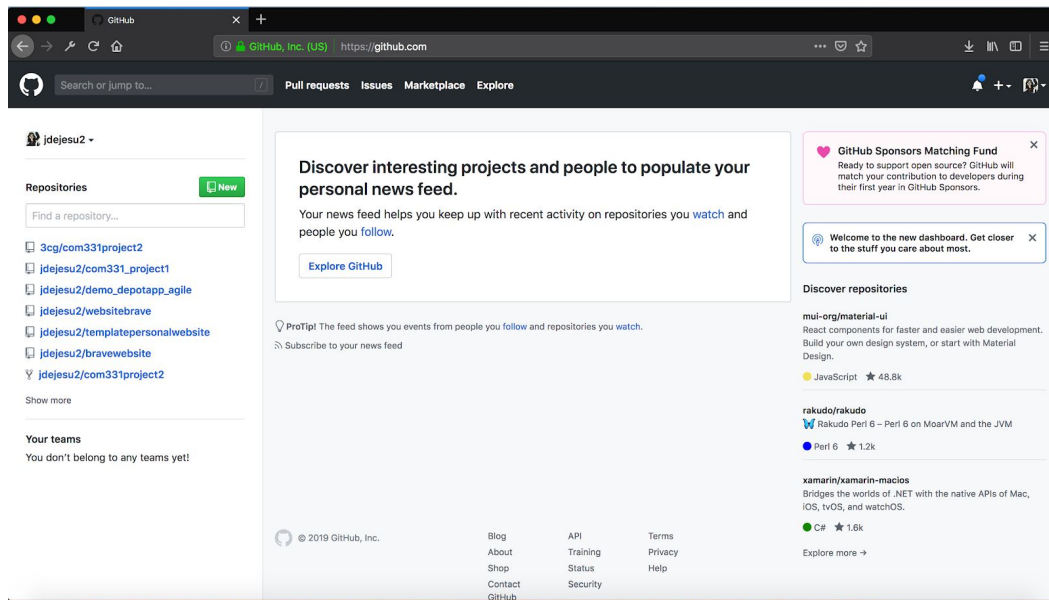 GitHub
GitHub, Inc. (US) https://github.com
Search or jump to... /
Pull requests Issues Marketplace Explore
jdejesu2
Repositories
New
Find a repository...
3cg/com331project2
jdejesu2/com331_project1
jdejesu2/demo_depotapp_agile
jdejesu2/websitebrave
jdejesu2/templatepersonalwebsite
jdejesu2/bravewebsite
jdejesu2/com331project2
Show more
Your teams
You don't belong to any teams yet!
Discover interesting projects and people to populate your
personal news feed.
Your news feed helps you keep up with recent activity on repositories you watch and
people you follow.
Explore GitHub
ProTip! The feed shows you events from people you follow and repositories you watch.
Subscribe to your news feed
GitHub Sponsors Matching Fund
Ready to support open source? GitHub will
match your contribution to developers during
their first year in GitHub Sponsors.
Welcome to the new dashboard. Get closer
to the stuff you care about most.
Discover repositories
mui-org/material-ui
React components for faster and easier web development.
Build your own design system, or start with Material
Design.
JavaScript 48.8k
rakudo/rakudo
Rakudo Perl 6 – Perl 6 on MoarVM and the JVM
Perl 6 1.2k
xamarin/xamarin-macios
Bridges the worlds of .NET with the native APIs of Mac,
iOS, tvOS, and watchOS.
C# 1.6k
Explore more →
© 2019 GitHub, Inc.
Blog
About
Shop
Contact
GitHub
API
Training
Status
Security
Terms
Privacy
Help